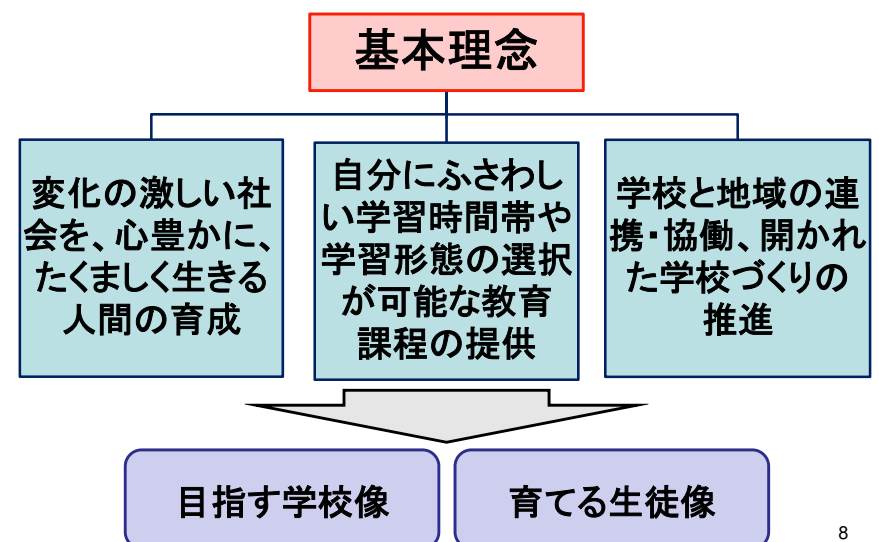 基本理念
変化の激しい社
会を、心豊かに、
たくましく生きる
人間の育成
自分にふさわし
い学習時間帯や
学習形態の選択
が可能な教育
課程の提供
学校と地域の連
携・協働、開かれ
た学校づくりの
推進
目指す学校像
育てる生徒像
8